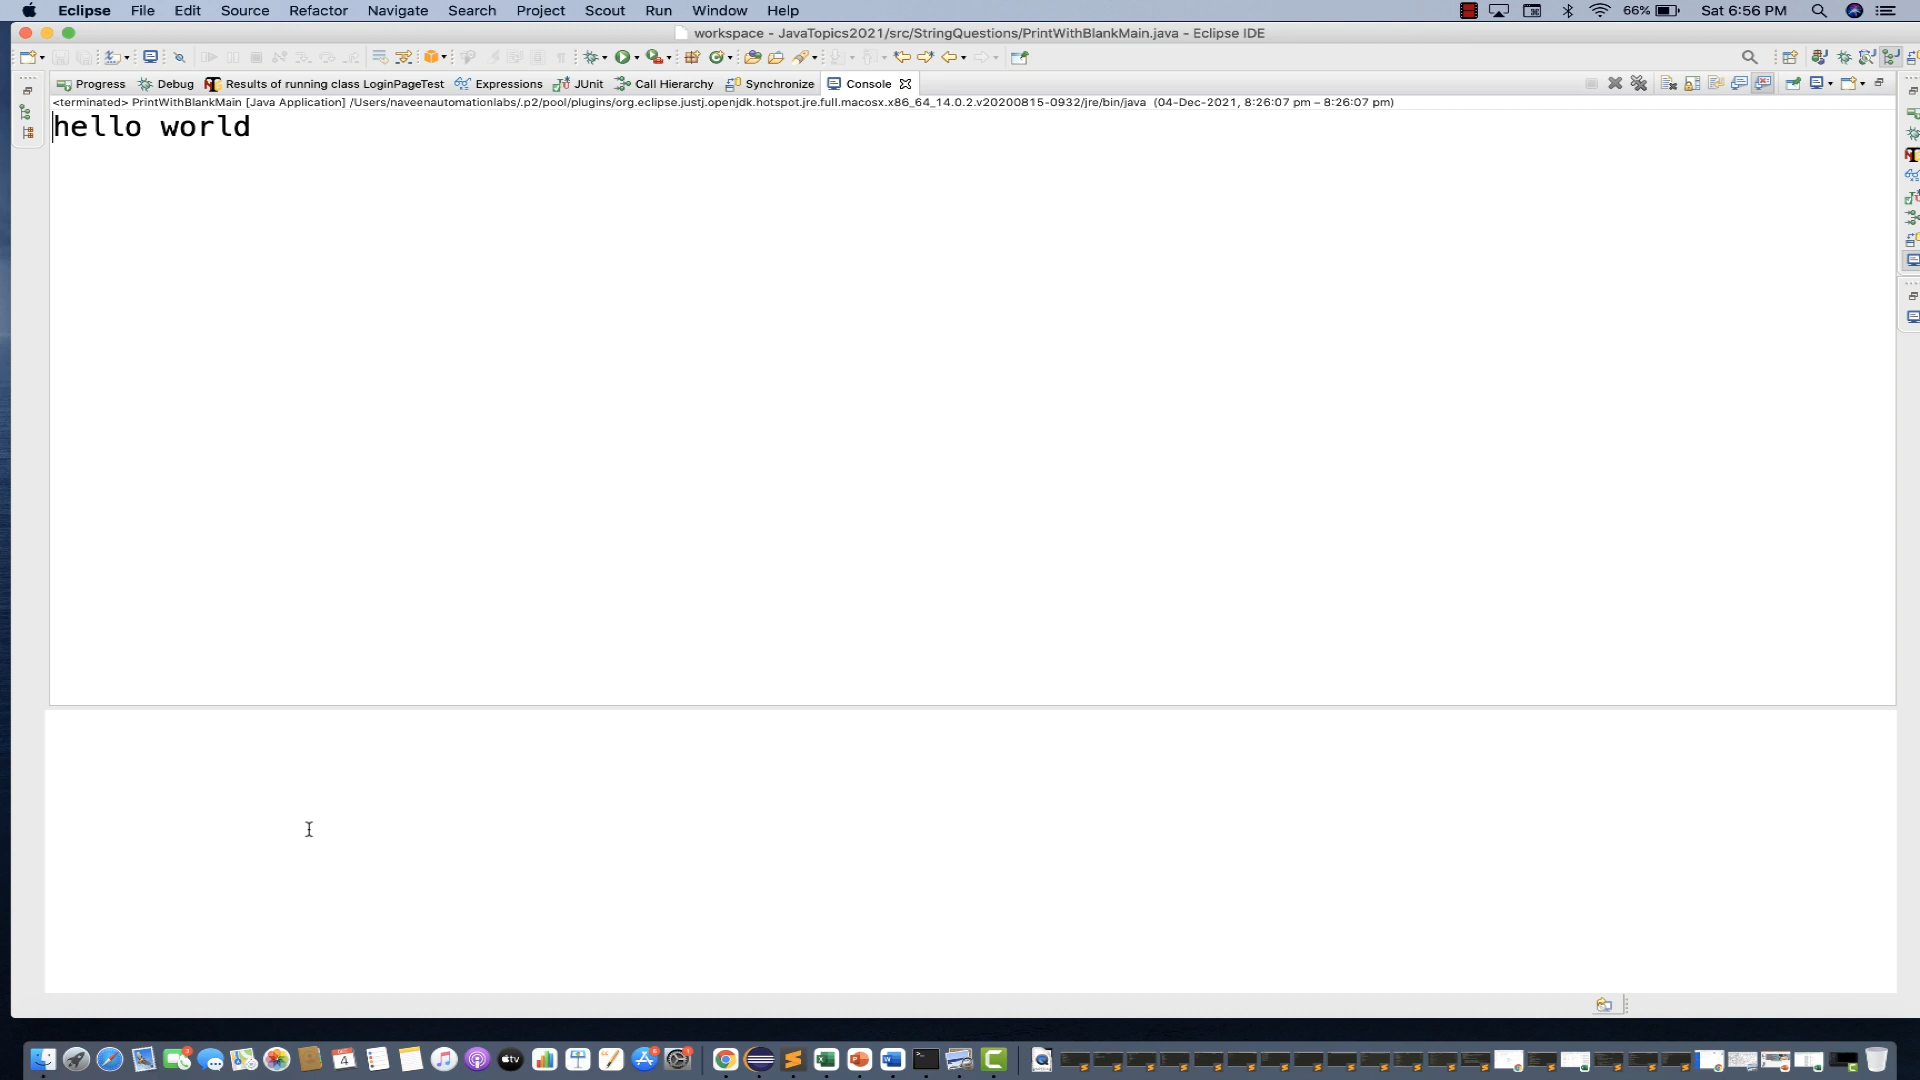 Eclipse File Edit Source Refactor Navigate Search Project Scout Run Window Help 66% Sat 6:56 PM
workspace - JavaTopics2021/src/StringQuestions/PrintWithBlankMain.java - Eclipse IDE
Progress Debug Results of running class LoginPageTest Expressions JUnit Call Hierarchy Synchronize Console
<terminated> PrintWithBlankMain [Java Application] /Users/naveenautomationlabs/.p2/pool/plugins/org.eclipse.justj.openjdk.hotspot.jre.full.macosx.x86_64_14.0.2.v20200815-0932/jre/bin/java (04-Dec-2021, 8:26:07 pm – 8:26:07 pm)
hello world